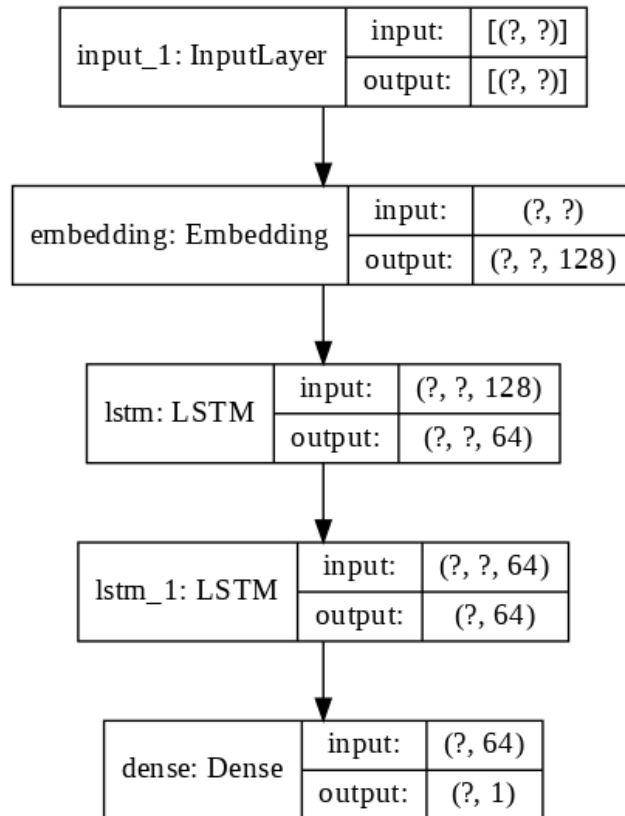 input_1: InputLayer
input:
[(?, ?)]
output:
[(?, ?)]
embedding: Embedding
input:
(?, ?)
output:
(?, ?, 128)
lstm: LSTM
input:
(?, ?, 128)
output:
(?, ?, 64)
lstm_1: LSTM
input:
(?, ?, 64)
output:
(?, 64)
dense: Dense
input:
(?, 64)
output:
(?, 1)